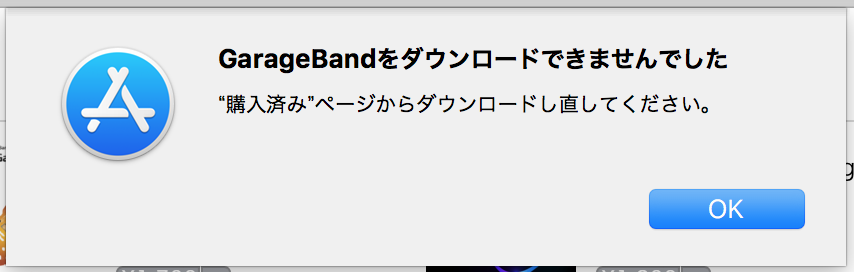 GarageBandをダウンロードできませんでした
“購入済み”ページからダウンロードし直してください。
OK